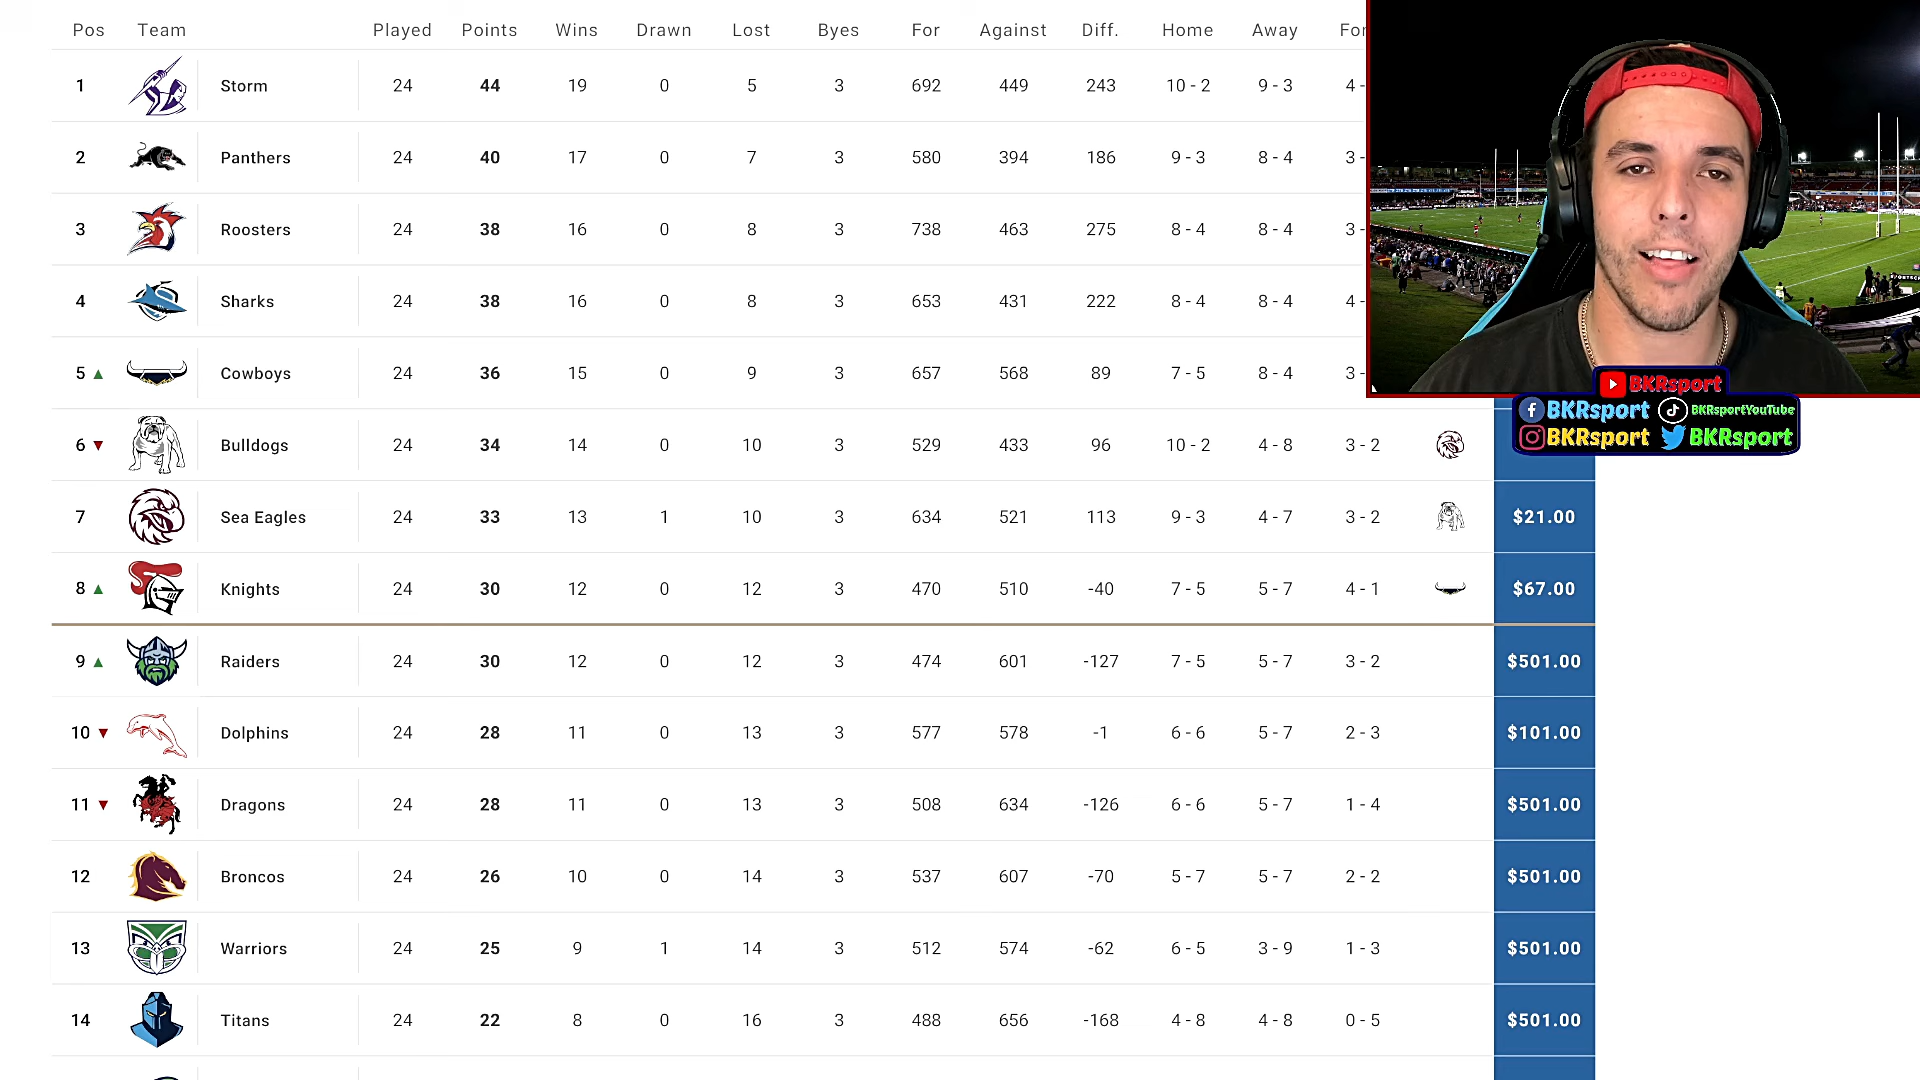 Pos Team Played Points Wins Drawn Lost Byes For Against Diff. Home Away For
1 Storm 24 44 19 0 5 3 692 449 243 10 - 2 9 - 3 4 -
2 Panthers 24 40 17 0 7 3 580 394 186 9 - 3 8 - 4 3 -
3 Roosters 24 38 16 0 8 3 738 463 275 8 - 4 8 - 4 3 -
4 Sharks 24 38 16 0 8 3 653 431 222 8 - 4 8 - 4 4 -
5 Cowboys 24 36 15 0 9 3 657 568 89 7 - 5 8 - 4 3 -
BKRsport
BKRsport BKRsportYouTube
BKRsport BKRsport
6 Bulldogs 24 34 14 0 10 3 529 433 96 10 - 2 4 - 8 3 - 2
7 Sea Eagles 24 33 13 1 10 3 634 521 113 9 - 3 4 - 7 3 - 2 $21.00
8 Knights 24 30 12 0 12 3 470 510 -40 7 - 5 5 - 7 4 - 1 $67.00
9 Raiders 24 30 12 0 12 3 474 601 -127 7 - 5 5 - 7 3 - 2 $501.00
10 Dolphins 24 28 11 0 13 3 577 578 -1 6 - 6 5 - 7 2 - 3 $101.00
11 Dragons 24 28 11 0 13 3 508 634 -126 6 - 6 5 - 7 1 - 4 $501.00
12 Broncos 24 26 10 0 14 3 537 607 -70 5 - 7 5 - 7 2 - 2 $501.00
13 Warriors 24 25 9 1 14 3 512 574 -62 6 - 5 3 - 9 1 - 3 $501.00
14 Titans 24 22 8 0 16 3 488 656 -168 4 - 8 4 - 8 0 - 5 $501.00